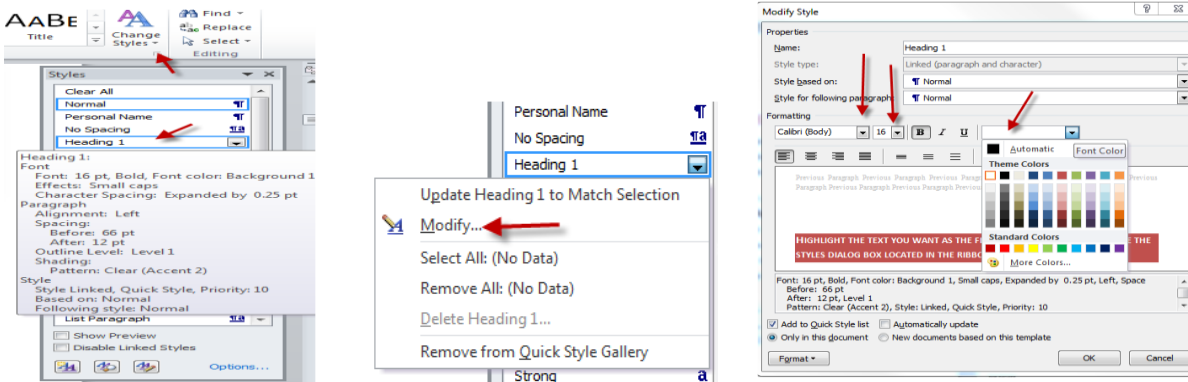 AABE
Title
Change
Styles
Find
Replace
Select
Editing
Styles
Clear All
Normal
Personal Name
No Spacing
Heading 1
Heading 1:
Font
Font: 16 pt, Bold, Font color: Background 1
Effects: Small caps
Character Spacing: Expanded by 0.25 pt
Paragraph
Alignment: Left
Spacing:
Before: 66 pt
After: 12 pt
Outline Level: Level 1
Shading:
Pattern: Clear (Accent 2)
Style
Style Linked, Quick Style, Priority: 10
Based on: Normal
Following style: Normal
List Paragraph
Show Preview
Disable Linked Styles
Options...
Personal Name
No Spacing
Heading 1
Update Heading 1 to Match Selection
Modify...
Select All: (No Data)
Remove All: (No Data)
Delete Heading 1...
Remove from Quick Style Gallery
Strong
Modify Style
Properties
Name: Heading 1
Style type: Linked (paragraph and character)
Style based on: ¶ Normal
Style for following paragraph: ¶ Normal
Formatting
Calibri (Body) 16 B I U
Automatic
Font Color
Theme Colors
Previous Paragraph Previous Paragraph Previous Paragraph Previous
Paragraph Previous Paragraph Previous Paragraph Previous
Standard Colors
More Colors...
HIGHLIGHT THE TEXT YOU WANT AS THE THE
STYLES DIALOG BOX LOCATED IN THE
Font: 16 pt, Bold, Font color: Background 1, Small caps, Expanded by 0.25 pt, Left, Space
Before: 66 pt
After: 12 pt, Level 1
Pattern: Clear (Accent 2), Style: Linked, Quick Style, Priority: 10
Add to Quick Style list Automatically update
Only in this document New documents based on this template
Format
OK
Cancel